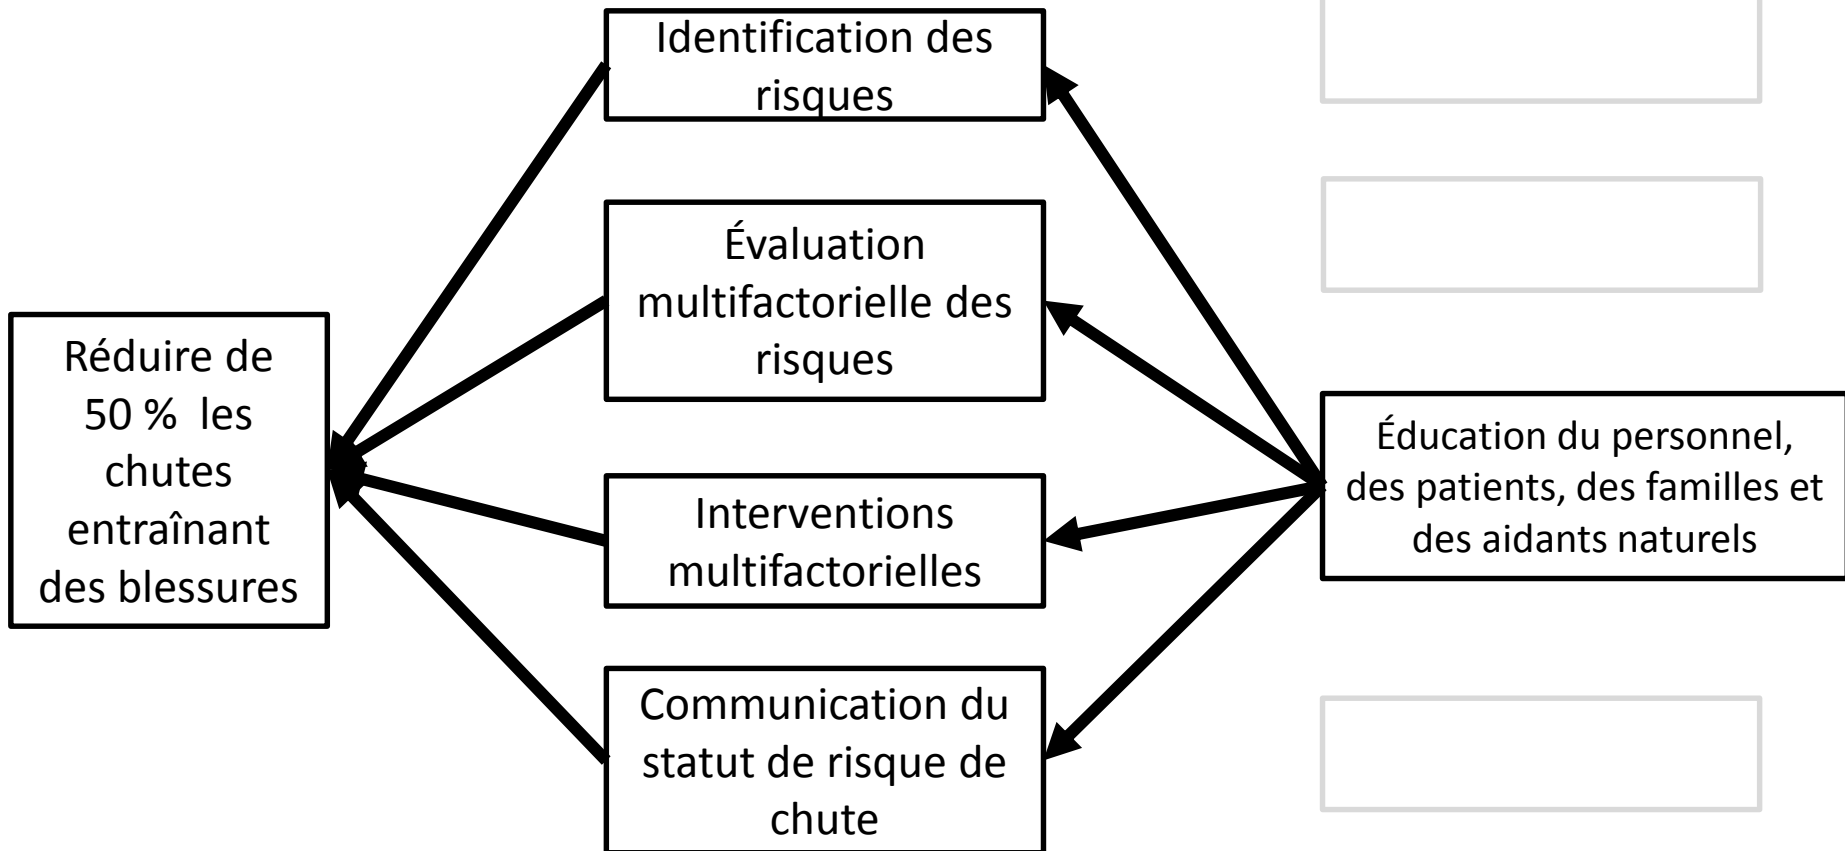 Identification des
risques
Évaluation
multifactorielle des
risques
Réduire de
50 % les
chutes
entraînant
des blessures
Éducation du personnel,
des patients, des familles et
des aidants naturels
Interventions
multifactorielles
Communication du
statut de risque de
chute